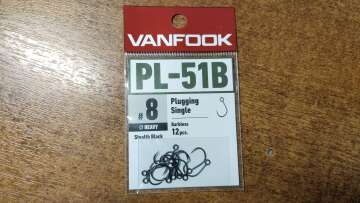 VANFOOK
PL-51B
#8
HEAVY
Plugging
Single
Barbless
12pcs.
Stealth Black